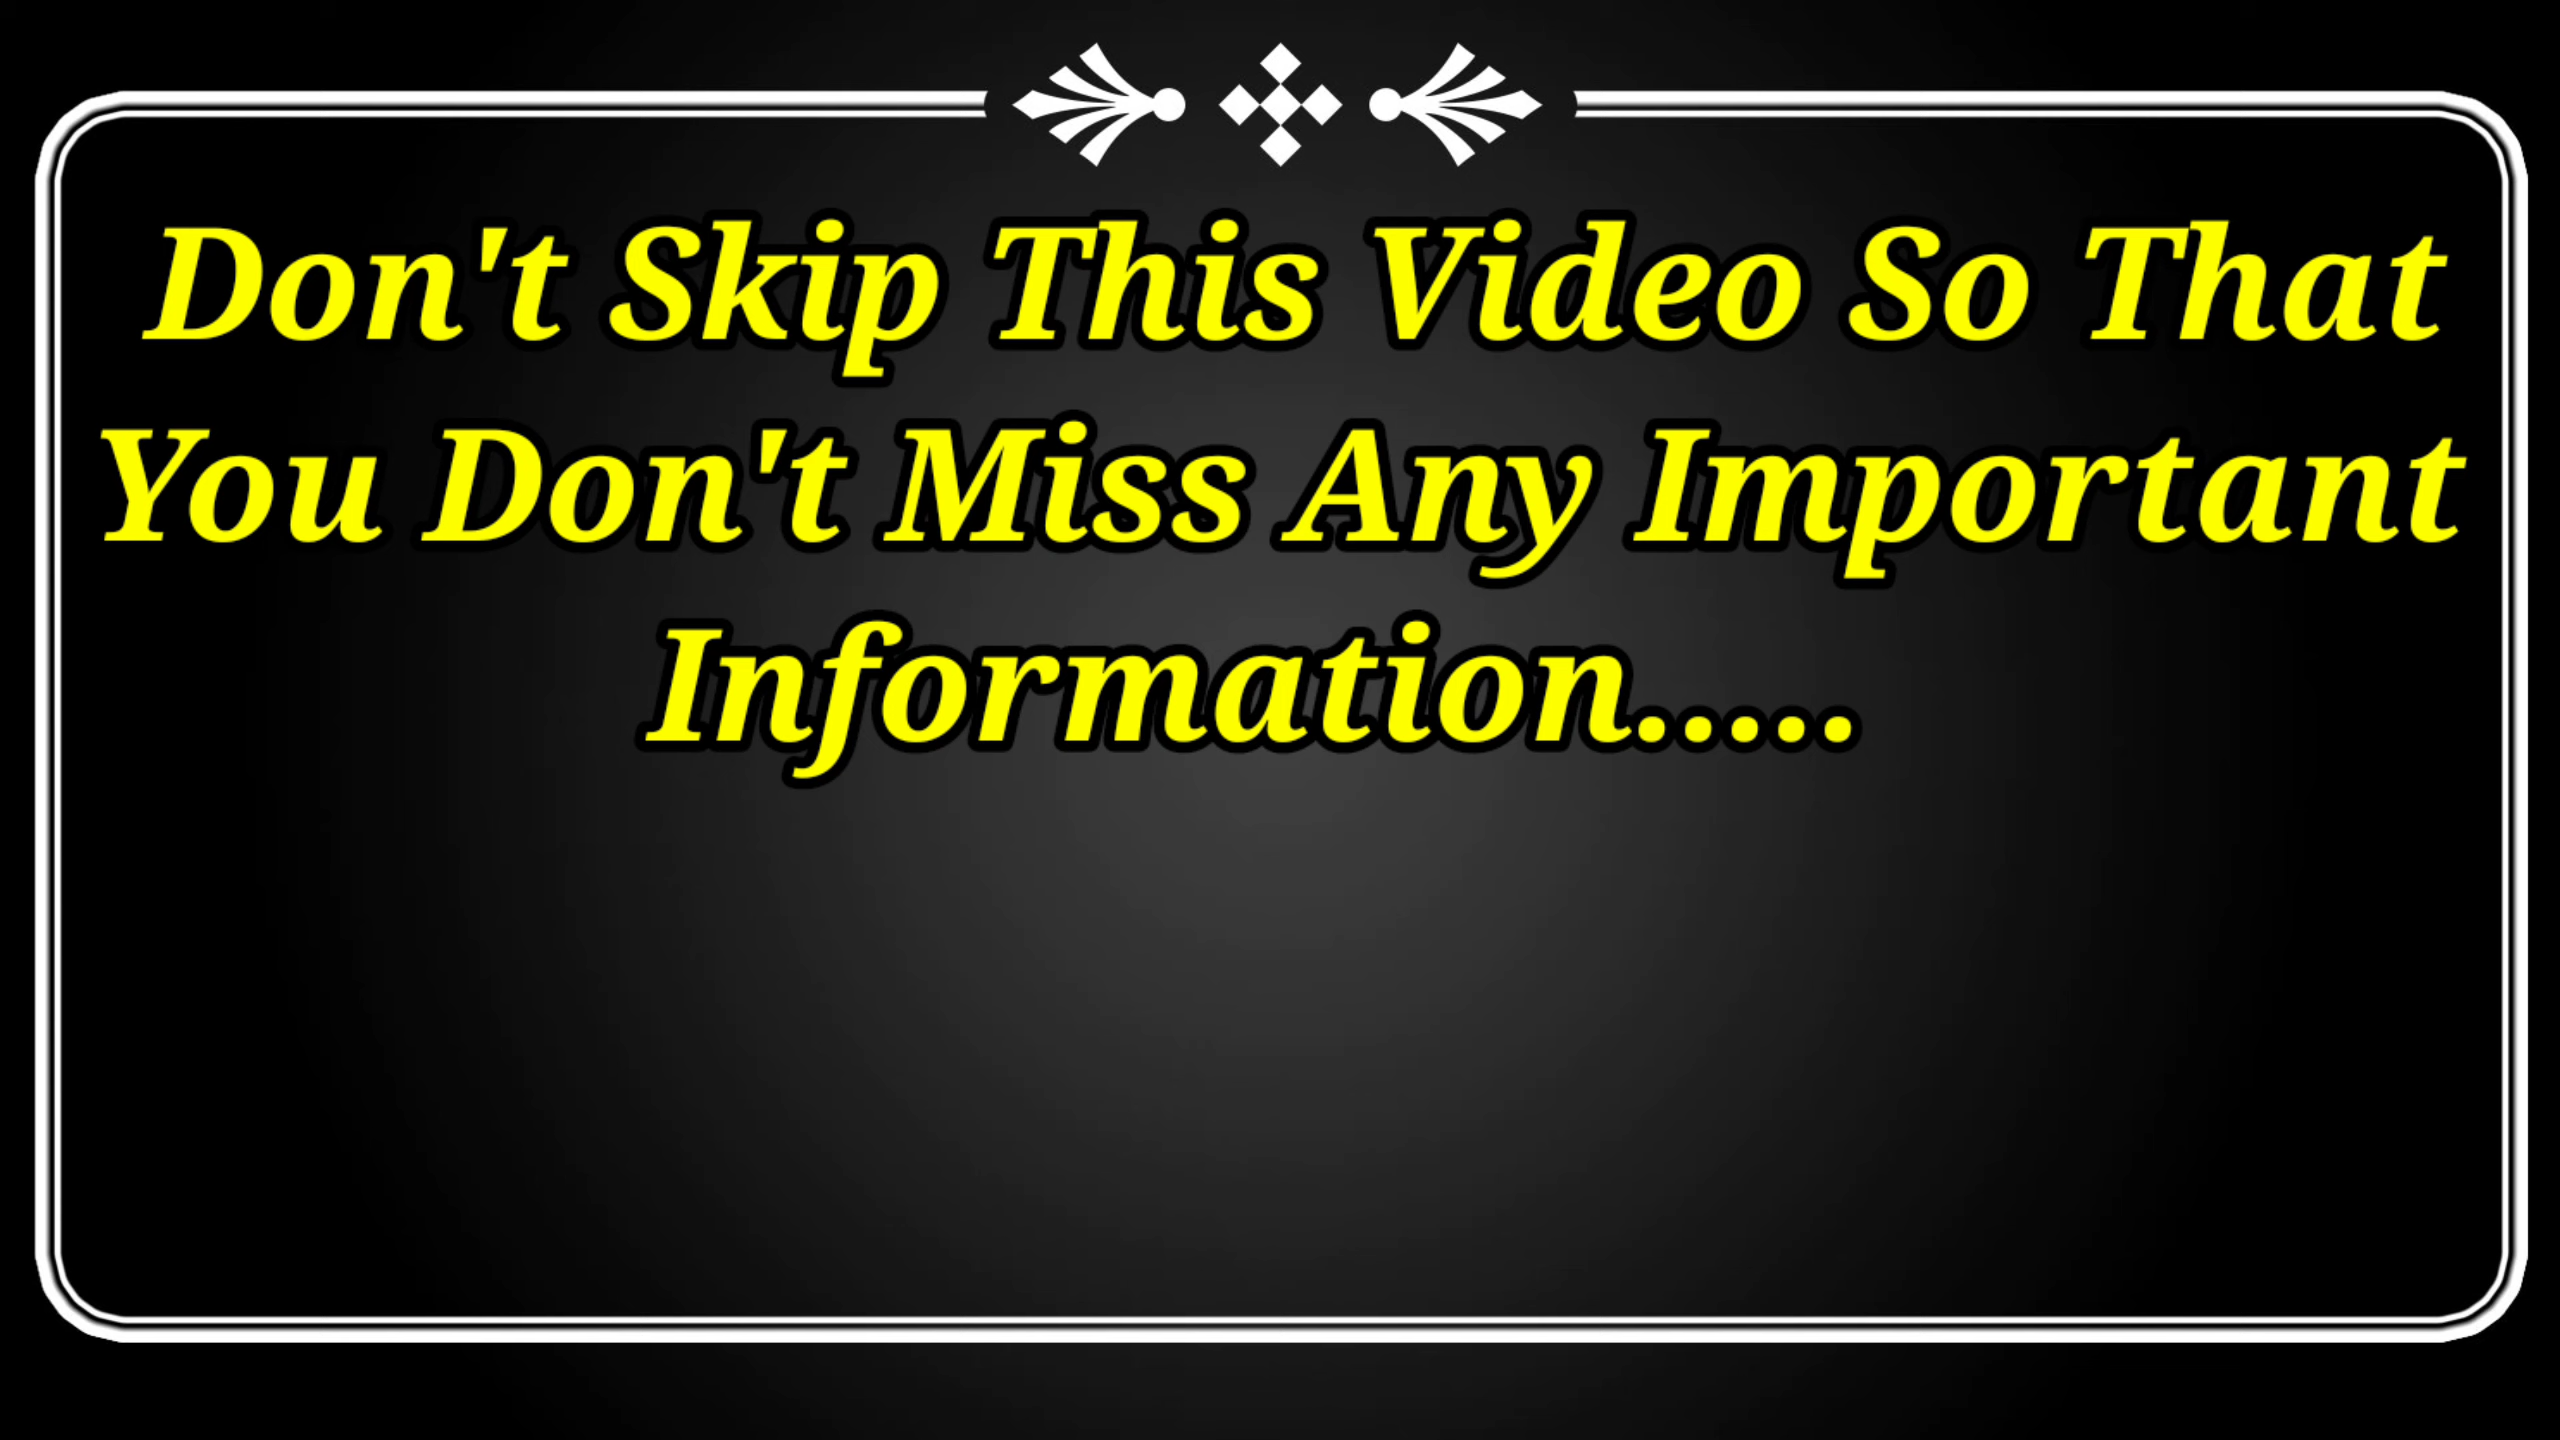 Don't Skip This Video So That
You Don't Miss Any Important
Information.....